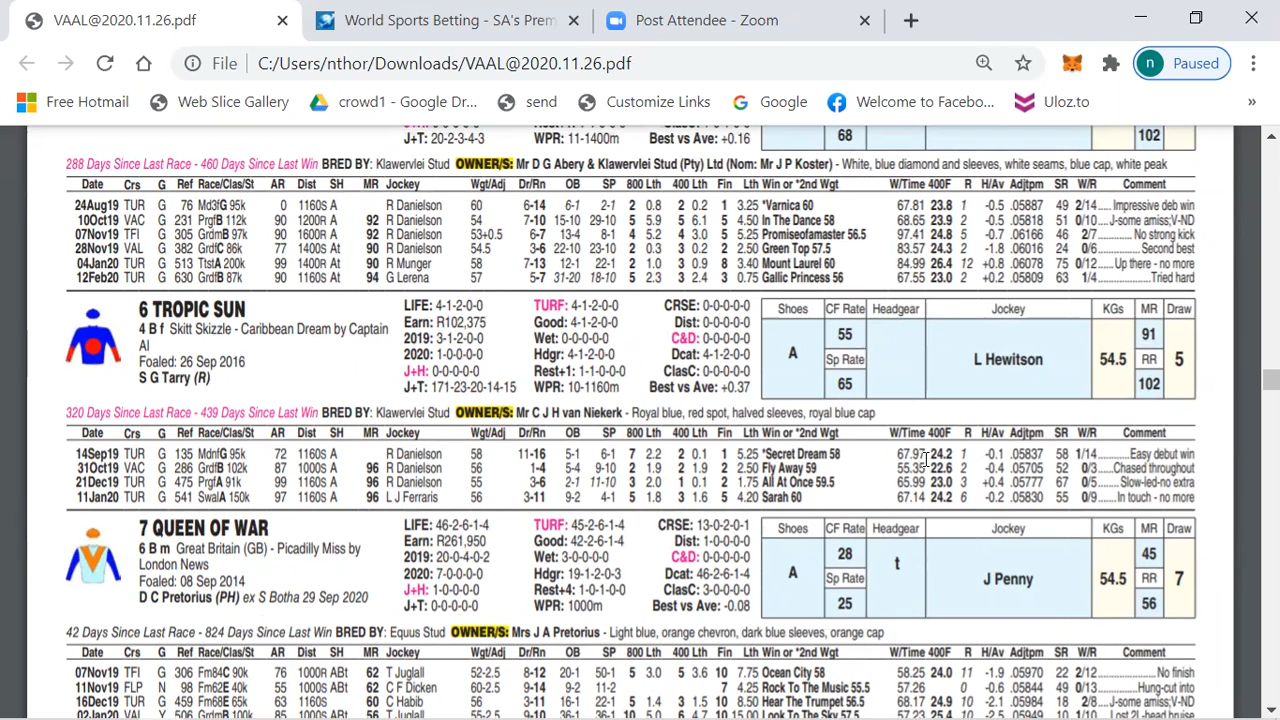 VAAL@2020.11.26.pdf
World Sports Betting - SA's Prem
Post Attendee - Zoom
File C:/Users/nthor/Downloads/VAAL@2020.11.26.pdf
n Paused
Free Hotmail Web Slice Gallery crowd1 - Google Dr... send Customize Links Google Welcome to Facebo... Uloz.to »
J+T: 20-2-3-4-3 WPR: 11-1400m Best vs Ave: +0.16 68 102
288 Days Since Last Race - 460 Days Since Last Win BRED BY: Klawervlei Stud OWNER/S: Mr D G Abery & Klawervlei Stud (Pty) Ltd (Nom: Mr J P Koster) - White, blue diamond and sleeves, white seams, blue cap, white peak
Date Crs G Ref Race/Clas/St AR Dist SH MR Jockey Wgt/Adj Dr/Rn OB SP 800 Lth 400 Lth Fin Lth Win or *2nd Wgt W/Time 400F R H/Av Adjtpm SR W/R Comment
24Aug19 TUR G 76 Md3fG 95k 0 1160S AF R Danielson 60 6-14 6-1 2-1 2 0.8 2 0.2 1 3.25 *Varnica 60 67.81 23.8 1 -0.5 .05887 49 2/14 ..... Impressive deb win
10Oct19 VAC G 231 PrgfB 112k 90 1200R A 92 R Danielson 54 7-10 15-10 29-10 5 5.9 5 6.1 5 4.50 In The Dance 58 68.65 23.9 2 -0.5 .05818 51 0/10 ..J-some amiss;V-ND
07Nov19 TFI G 305 GrdmB 97k 90 1600R A 92 R Danielson 53+0.5 6-7 13-4 8-1 4 5.2 4 3.0 5 5.25 Promiseofamaster 56.5 97.41 24.8 5 -0.7 .06166 46 2/7 ............No strong kick
28Nov19 VAL G 382 GrdfC 86k 77 1400S At 90 R Danielson 54.5 3-6 22-10 23-10 2 0.3 2 0.2 2 2.50 Green Top 57.5 83.57 24.3 2 -1.8 .06016 24 0/6 ...............Second best
04Jan20 TUR G 513 TtstA 200k 99 1400S At 90 R Munger 58 7-13 12-1 22-1 2 1.0 3 0.9 8 3.40 Mount Laurel 60 84.99 26.4 12 +0.8 .06078 75 0/12 ......Up there - no more
12Feb20 TUR G 630 GrdfB 87k 90 1160S At 94 G Lerena 57 5-7 31-20 18-10 5 2.3 3 2.4 3 0.75 Gallic Princess 56 67.55 23.0 2 +0.2 .05809 63 1/4 ..................Tried hard
6 TROPIC SUN
4 B f Skitt Skizzle - Caribbean Dream by Captain
Al
Foaled: 26 Sep 2016
S G Tarry (R)
LIFE: 4-1-2-0-0 TURF: 4-1-2-0-0 CRSE: 0-0-0-0-0
Earn: R102,375 Good: 4-1-2-0-0 Dist: 0-0-0-0-0
2019: 3-1-2-0-0 Wet: 0-0-0-0-0 C&D: 0-0-0-0-0
2020: 1-0-0-0-0 Hdgr: 4-1-2-0-0 Dcat: 4-1-2-0-0
J+H: 0-0-0-0-0 Rest+1: 1-1-0-0-0 ClasC: 0-0-0-0-0
J+T: 171-23-20-14-15 WPR: 10-1160m Best vs Ave: +0.37
Shoes CF Rate Headgear Jockey KGs MR Draw
A 55 Sp Rate 65 L Hewitson 54.5 91 RR 102 5
320 Days Since Last Race - 439 Days Since Last Win BRED BY: Klawervlei Stud OWNER/S: Mr C J H van Niekerk - Royal blue, red spot, halved sleeves, royal blue cap
Date Crs G Ref Race/Clas/St AR Dist SH MR Jockey Wgt/Adj Dr/Rn OB SP 800 Lth 400 Lth Fin Lth Win or *2nd Wgt W/Time 400F R H/Av Adjtpm SR W/R Comment
14Sep19 TUR G 135 MdnfG 95k 72 1160S A R Danielson 58 11-16 5-1 6-1 7 2.2 2 0.1 1 5.25 *Secret Dream 58 67.97 24.2 1 -0.1 .05837 58 1/14 .........Easy debut win
31Oct19 VAC G 286 GrdfB 102k 87 1000S A 96 R Danielson 56 1-4 5-4 9-10 2 1.9 2 1.9 2 2.50 Fly Away 59 55.35 22.6 2 -0.4 .05705 52 0/3 .....Chased throughout
21Dec19 TUR G 475 PrgfA 91k 99 1160S A 96 R Danielson 55 3-6 2-1 18-10 3 2.0 1 0.1 2 1.75 All At Once 59.5 65.99 23.0 3 +0.4 .05777 67 0/5 .......Slow-led-no extra
11Jan20 TUR G 541 SwalA 150k 97 1160S A 96 L J Ferraris 56 3-11 9-2 4-1 5 1.8 3 1.6 5 4.20 Sarah 60 67.14 24.2 6 -0.2 .05830 55 0/9 ......In touch - no more
7 QUEEN OF WAR
6 B m Great Britain (GB) - Picadilly Miss by
London News
Foaled: 08 Sep 2014
D C Pretorius (PH) ex S Botha 29 Sep 2020
LIFE: 46-2-6-1-4 TURF: 45-2-6-1-4 CRSE: 13-0-2-0-1
Earn: R261,950 Good: 42-2-6-1-4 Dist: 1-0-0-0-0
2019: 20-0-4-0-2 Wet: 3-0-0-0-0 C&D: 0-0-0-0-0
2020: 7-0-0-0-0 Hdgr: 19-1-2-0-3 Dcat: 46-2-6-1-4
J+H: 1-0-0-0-0 Rest+4: 1-0-1-0-0 ClasC: 3-0-0-0-0
J+T: 0-0-0-0-0 WPR: 1000m Best vs Ave: -0.08
Shoes CF Rate Headgear Jockey KGs MR Draw
A 28 Sp Rate 25 t J Penny 54.5 45 RR 56 7
42 Days Since Last Race - 824 Days Since Last Win BRED BY: Equus Stud OWNER/S: Mrs J A Pretorius - Light blue, orange chevron, dark blue sleeves, orange cap
Date Crs G Ref Race/Clas/St AR Dist SH MR Jockey Wgt/Adj Dr/Rn OB SP 800 Lth 400 Lth Fin Lth Win or *2nd Wgt W/Time 400F R H/Av Adjtpm SR W/R Comment
07Nov19 TFI G 306 Fm84C 90k 76 1000R ABt 62 T Juglall 52-2.5 8-12 20-1 50-1 5 3.0 5 3.6 10 7.75 Ocean City 58 58.25 24.0 11 -1.9 .05970 22 2/12 ...................No finish
11Nov19 FLP N 98 Fm62E 40k 55 1000S ABt 62 C F Dicken 60-2.5 9-14 9-2 11-2 7 4.25 Rock To The Music 55.5 57.26 0 -0.6 .05844 49 0/13 ................Hung-cut into
16Dec19 TUR G 459 Fm68E 65k 63 1000S ABt 60 C Habib 56 3-11 16-1 14-1 5 1.4 10 8.50 Hear The Trumpet 56.5